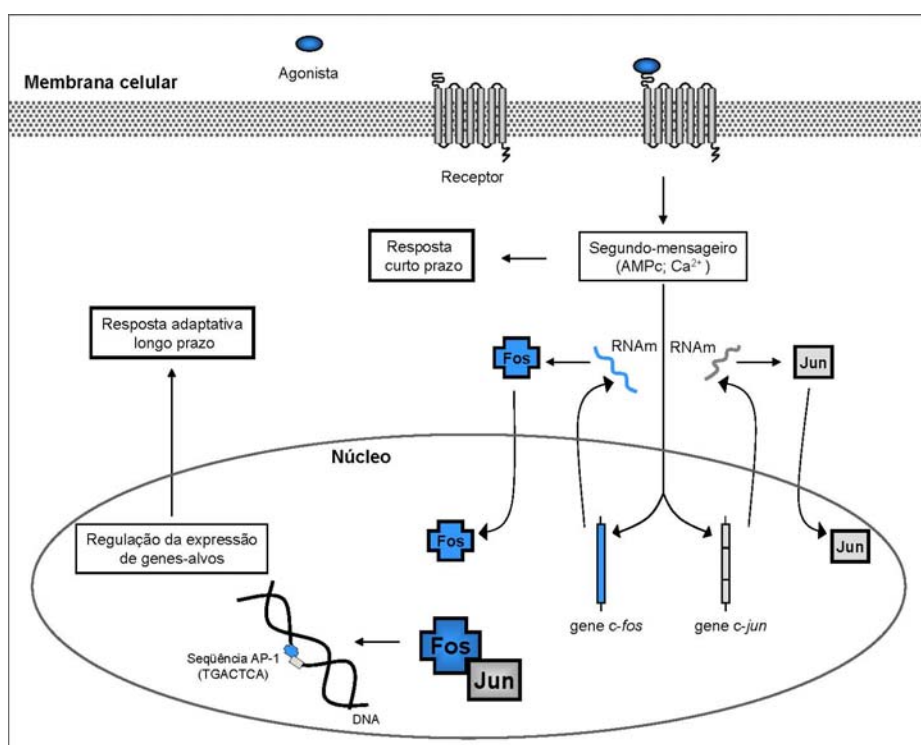 Agonista
Membrana celular
Receptor
Segundo-mensageiro
(AMPc; Ca²⁺ )
Resposta
curto prazo
Resposta adaptativa
longo prazo
RNAm
RNAm
Fos
Jun
Núcleo
Regulação da expressão
de genes-alvos
Fos
Jun
gene c-fos
gene c-jun
Fos
Jun
Seqüência AP-1
(TGACTCA)
DNA